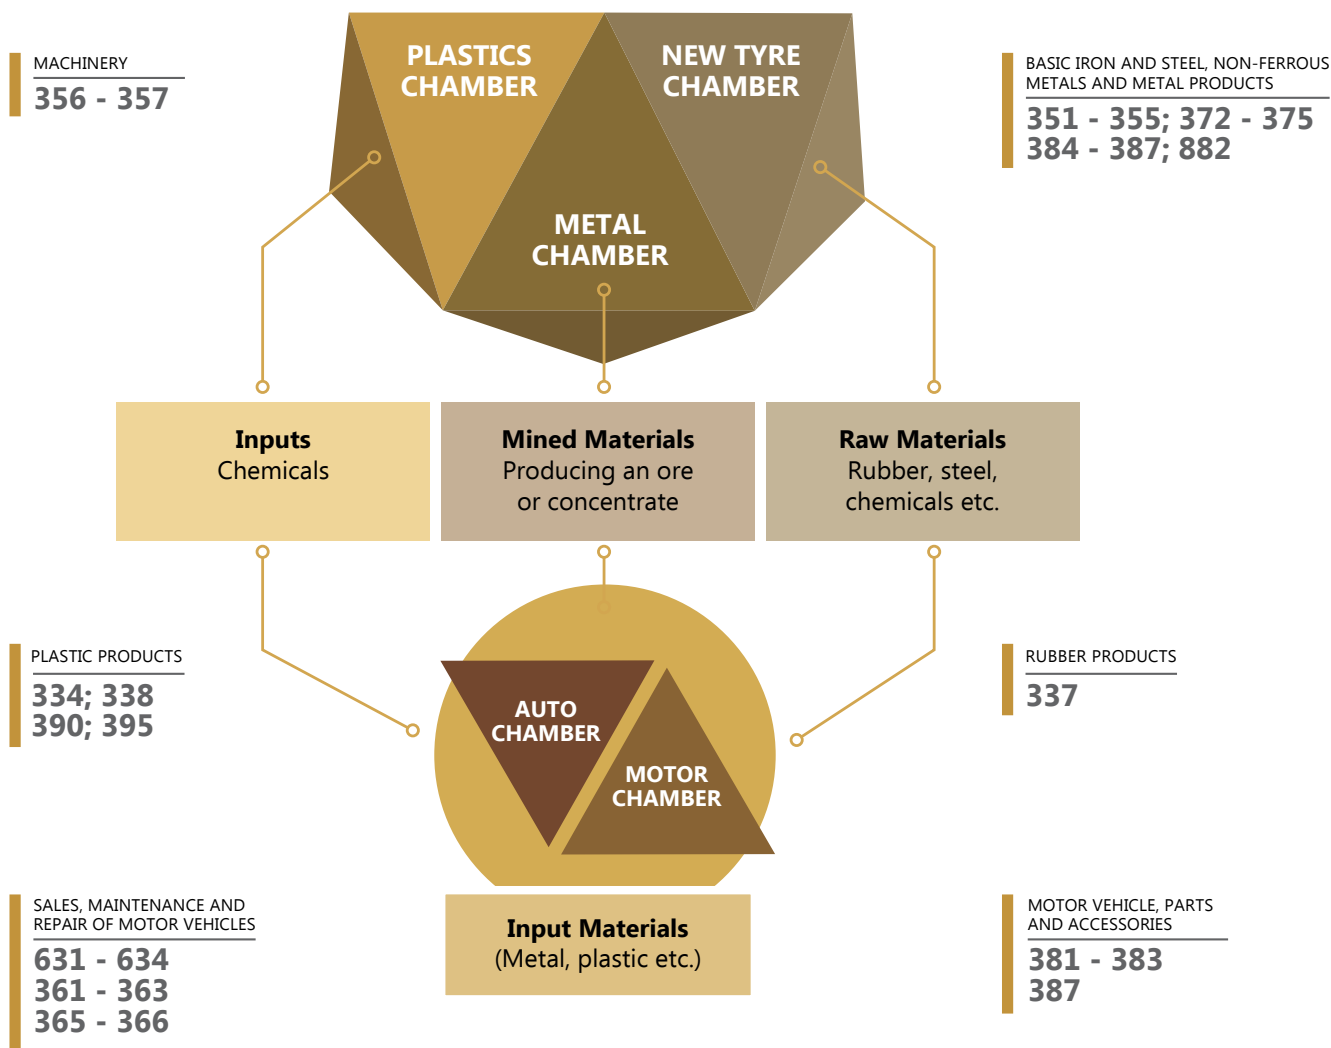 MACHINERY
356 - 357
PLASTICS
CHAMBER
NEW TYRE
CHAMBER
METAL
CHAMBER
BASIC IRON AND STEEL, NON-FERROUS
METALS AND METAL PRODUCTS
351 - 355; 372 - 375
384 - 387; 882
Inputs
Chemicals
Mined Materials
Producing an ore
or concentrate
Raw Materials
Rubber, steel,
chemicals etc.
PLASTIC PRODUCTS
334; 338
390; 395
AUTO
CHAMBER
MOTOR
CHAMBER
RUBBER PRODUCTS
337
SALES, MAINTENANCE AND
REPAIR OF MOTOR VEHICLES
631 - 634
361 - 363
365 - 366
Input Materials
(Metal, plastic etc.)
MOTOR VEHICLE, PARTS
AND ACCESSORIES
381 - 383
387